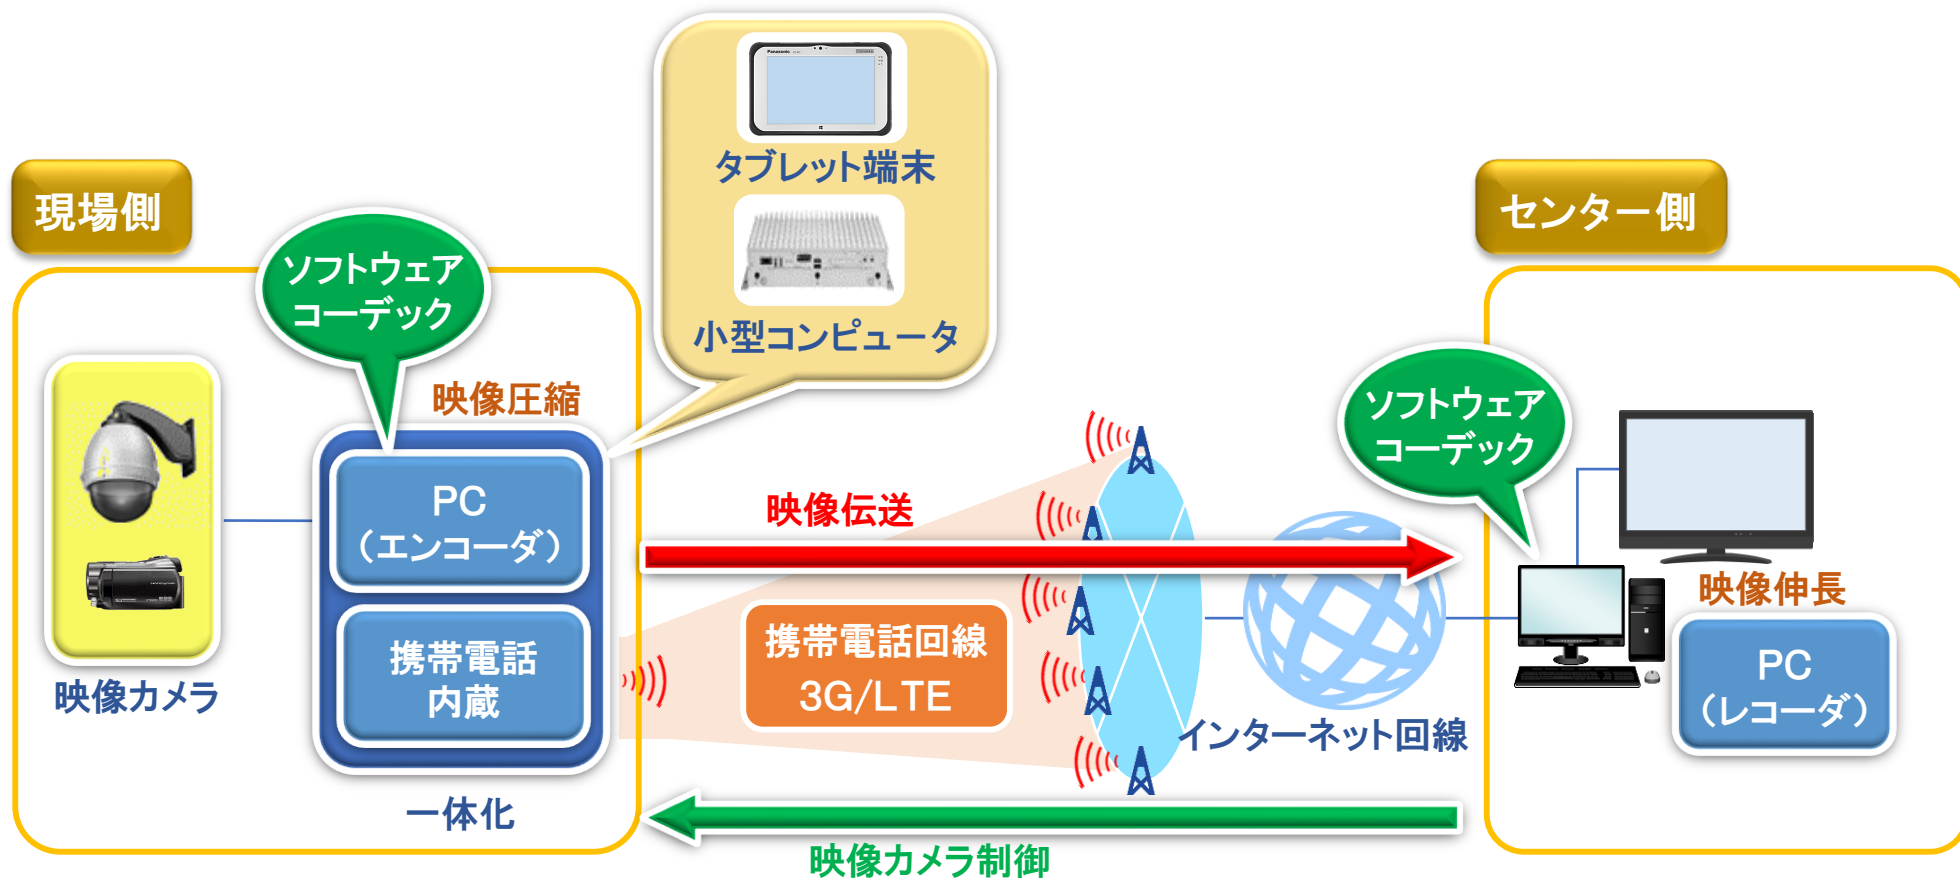 Panasonic
タブレット端末
小型コンピュータ
現場側
センター側
ソフトウェア
コーデック
映像圧縮
PC
（エンコーダ）
携帯電話
内蔵
一体化
映像カメラ
映像伝送
携帯電話回線
3G/LTE
インターネット回線
映像カメラ制御
ソフトウェア
コーデック
映像伸長
PC
（レコーダ）